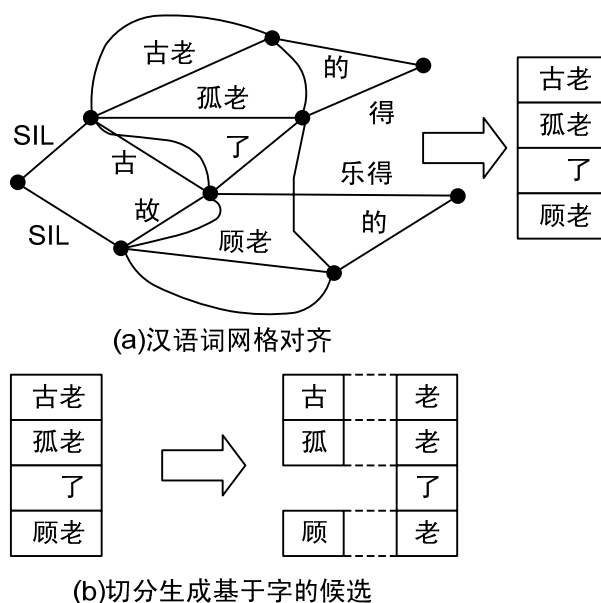 古老
的
孤老
得
SIL
古
了
乐得
故
的
SIL
顾老
古老
孤老
了
顾老
(a)汉语词网格对齐
古老
孤老
了
顾老
古
老
孤
老
了
顾
老
(b)切分生成基于字的候选